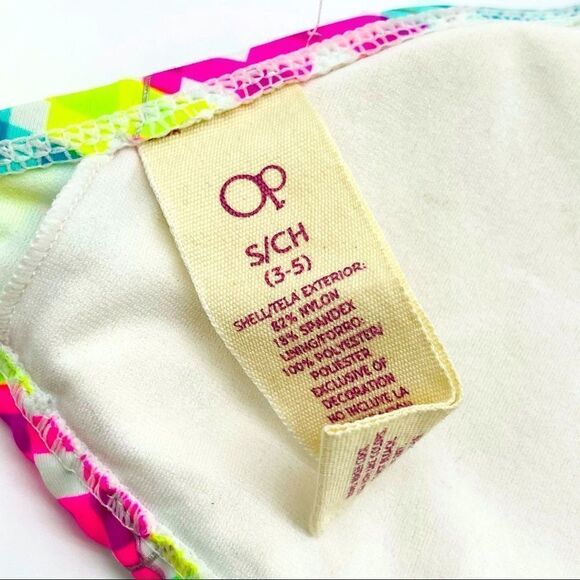 Op
S/CH
(3-5)
SHELL/TELA EXTERIOR:
82% NYLON
18% SPANDEX
LINING/FORRO:
100% POLYESTER/
POLIESTER
EXCLUSIVE OF
DECORATION
NO INCLUYE LA